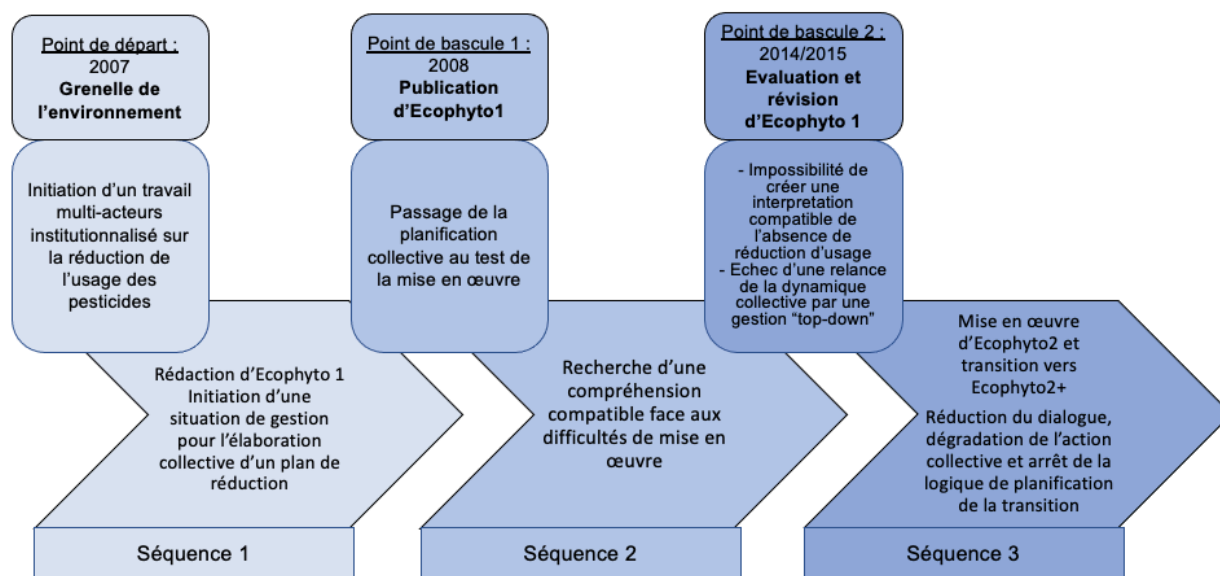 Point de départ :
2007
Grenelle de
l'environnement
Initiation d'un travail
multi-acteurs
institutionnalisé sur
la réduction de
l'usage des
pesticides
Rédaction d'Ecophyto 1
Initiation d'une
situation de gestion
pour l'élaboration
collective d'un plan de
réduction
Séquence 1
Point de bascule 1 :
2008
Publication
d'Ecophyto1
Passage de la
planification
collective au test de
la mise en œuvre
Recherche d'une
compréhension
compatible face aux
difficultés de mise en
œuvre
Séquence 2
Point de bascule 2 :
2014/2015
Evaluation et
révision
d'Ecophyto 1
- Impossibilité de
créer une
interpretation
compatible de
l'absence de
réduction d'usage
- Echec d'une relance
de la dynamique
collective par une
gestion "top-down"
Mise en œuvre
d'Ecophyto2 et
transition vers
Ecophyto2+
Réduction du dialogue,
dégradation de l'action
collective et arrêt de la
logique de planification
de la transition
Séquence 3